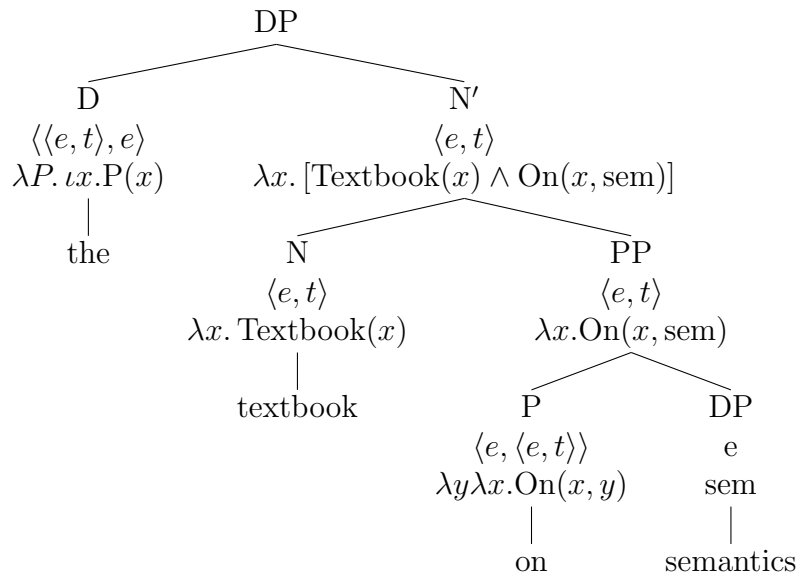 DP
D N′
⟨⟨e, t⟩, e⟩ ⟨e, t⟩
λP. ιx.P(x) λx. [Textbook(x) ∧ On(x, sem)]
the N PP
⟨e, t⟩ ⟨e, t⟩
λx. Textbook(x) λx.On(x, sem)
textbook P DP
⟨e, ⟨e, t⟩⟩ e
λyλx.On(x, y) sem
on semantics